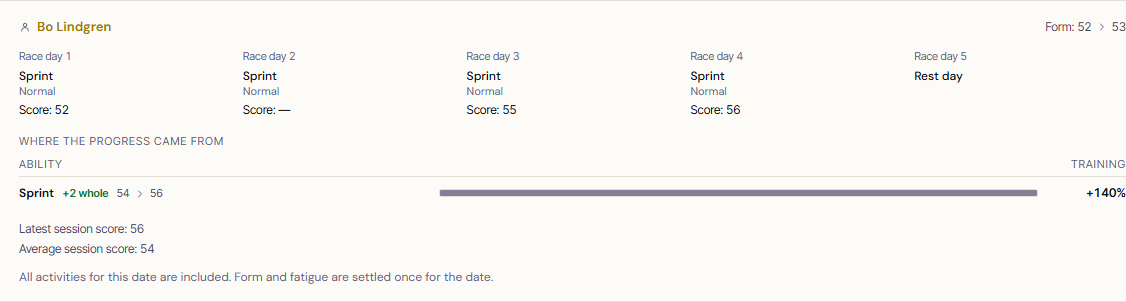 Bo Lindgren
Form: 52 > 53
Race day 1
Sprint
Normal
Score: 52
Race day 2
Sprint
Normal
Score: —
Race day 3
Sprint
Normal
Score: 55
Race day 4
Sprint
Normal
Score: 56
Race day 5
Rest day
WHERE THE PROGRESS CAME FROM
ABILITY TRAINING
Sprint +2 whole 54 > 56 +140%
Latest session score: 56
Average session score: 54
All activities for this date are included. Form and fatigue are settled once for the date.